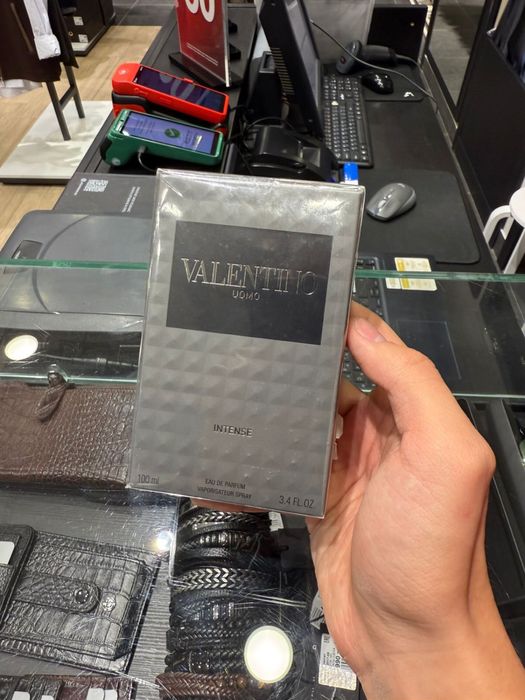 VALENTINO
UOMO
INTENSE
100 ml
EAU DE PARFUM
VAPORISATEUR SPRAY
3.4 FL.OZ